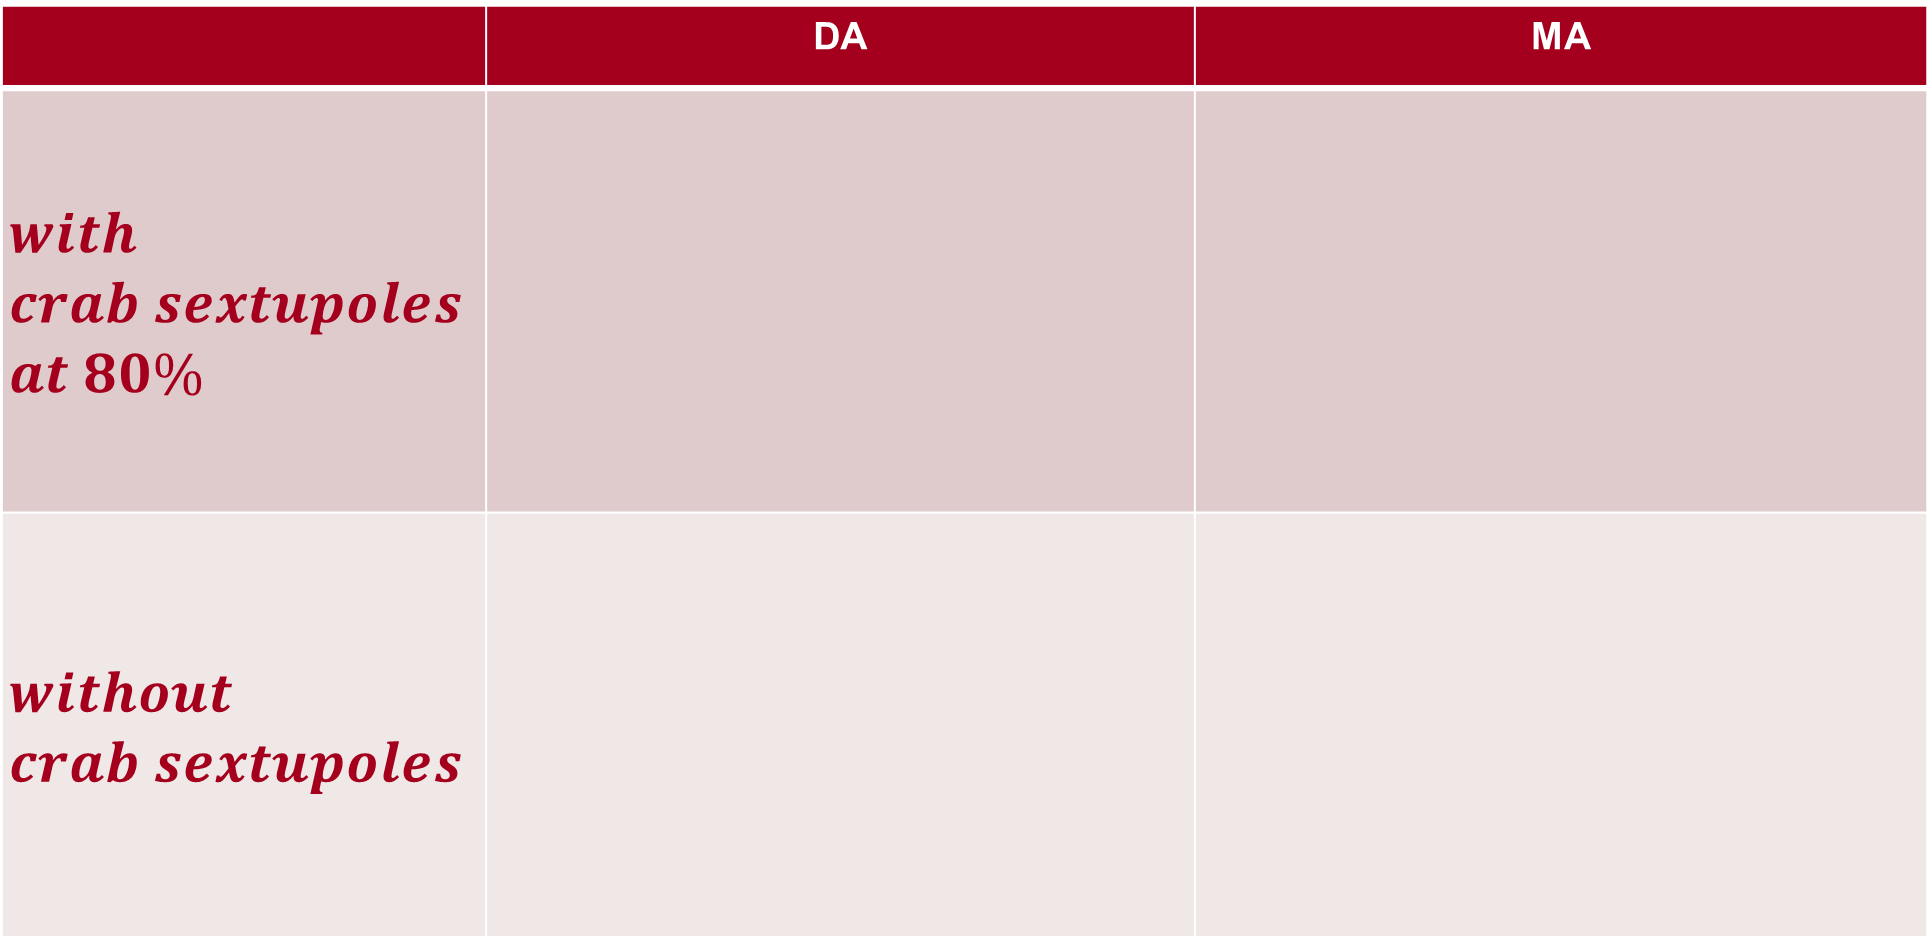 DA
MA
with
crab sextupoles
at 80%
without
crab sextupoles